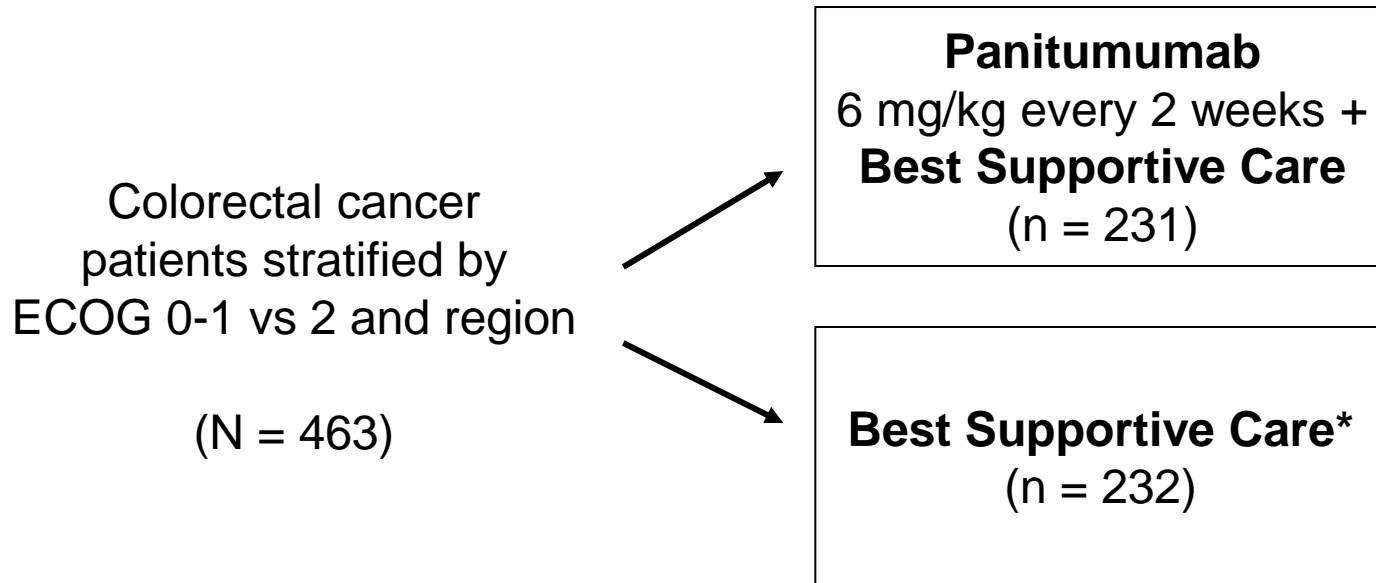 Colorectal cancer
patients stratified by
ECOG 0-1 vs 2 and region
(N = 463)
Panitumumab
6 mg/kg every 2 weeks +
Best Supportive Care
(n = 231)
Best Supportive Care*
(n = 232)